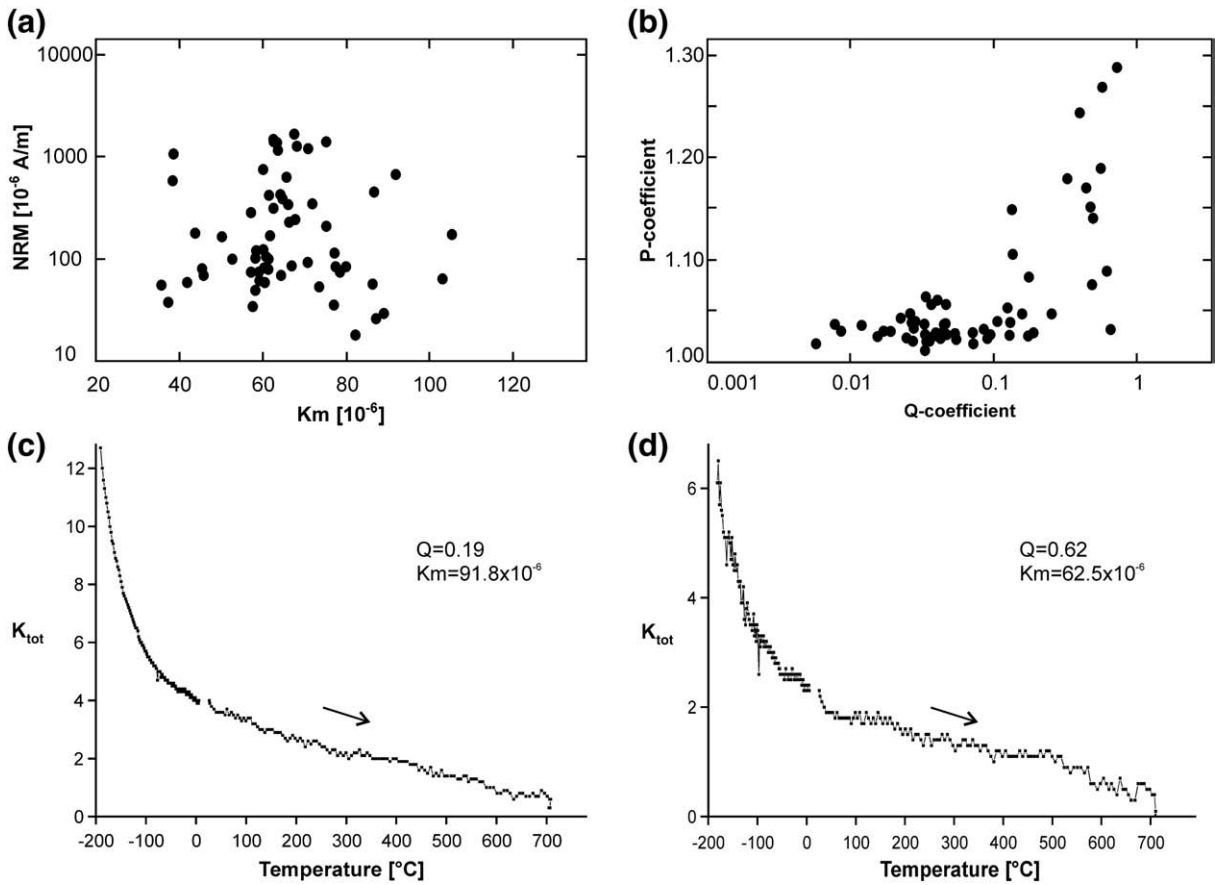 (a)
10000
1000
100
10
NRM [10⁻⁶ A/m]
20 40 60 80 100 120
Km [10⁻⁶]
(b)
1.30
1.20
1.10
1.00
P-coefficient
0.001 0.01 0.1 1
Q-coefficient
(c)
12
10
8
6
4
2
0
K_tot
Q=0.19
Km=91.8x10⁻⁶
-200 -100 0 100 200 300 400 500 600 700
Temperature [°C]
(d)
6
4
2
0
K_tot
Q=0.62
Km=62.5x10⁻⁶
-200 -100 0 100 200 300 400 500 600 700
Temperature [°C]